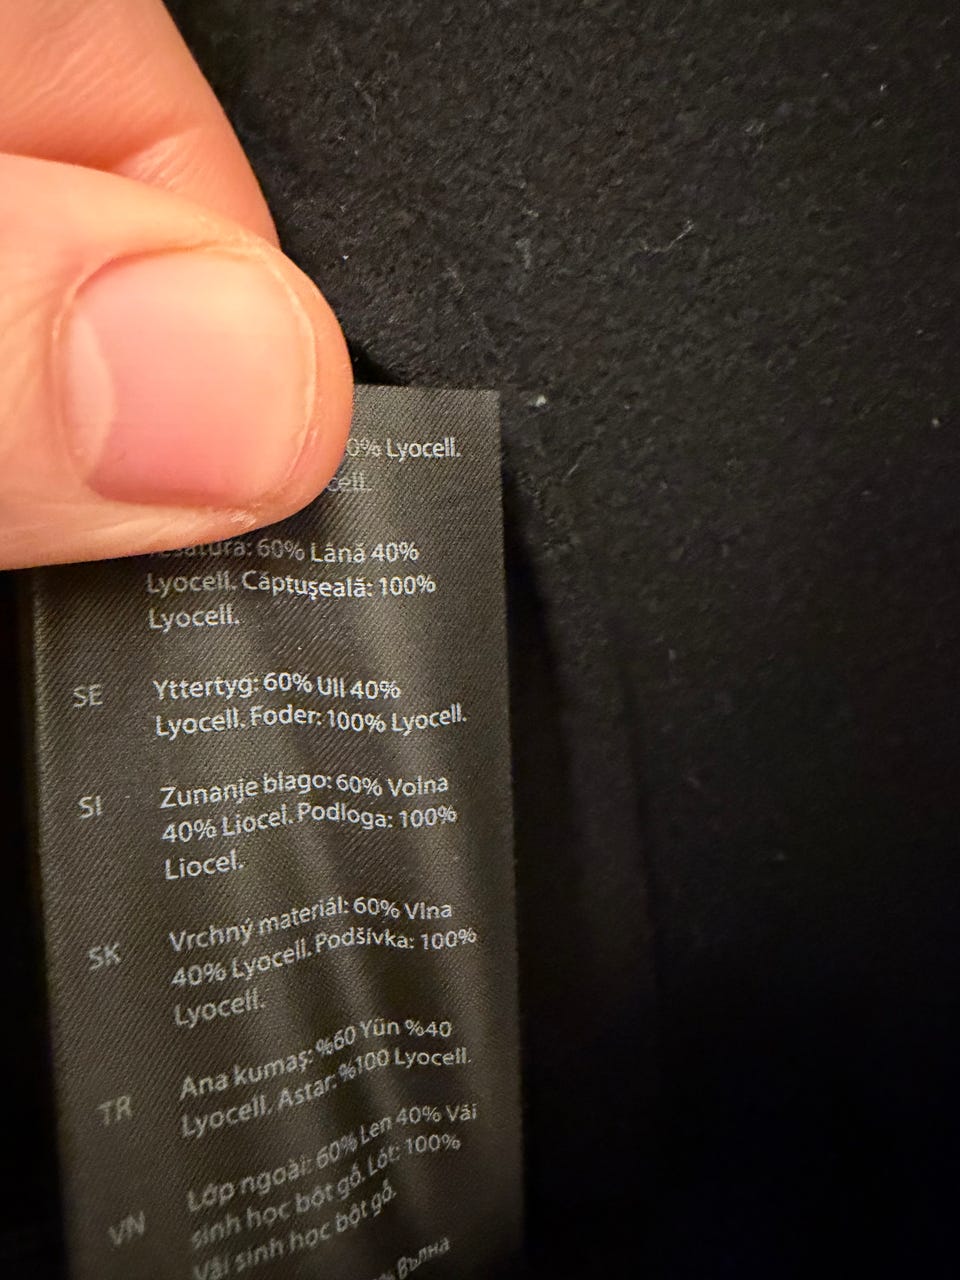 0% Lyocell.
cell.
60% Lână 40%
Lyocell. Căptuşeală: 100%
Lyocell.
SE Yttertyg: 60% Ull 40%
Lyocell. Foder: 100% Lyocell.
SI Zunanje blago: 60% Volna
40% Liocel. Podloga: 100%
Liocel.
SK Vrchný materiál: 60% Vlna
40% Lyocell. Podšívka: 100%
Lyocell.
TR Ana kumaş: %60 Yün %40
Lyocell. Astar: %100 Lyocell.
VN Lớp ngoài: 60% Len 40% Vải
sinh học bột gỗ. Lót: 100%
Vải sinh học bột gỗ.
% Вълна